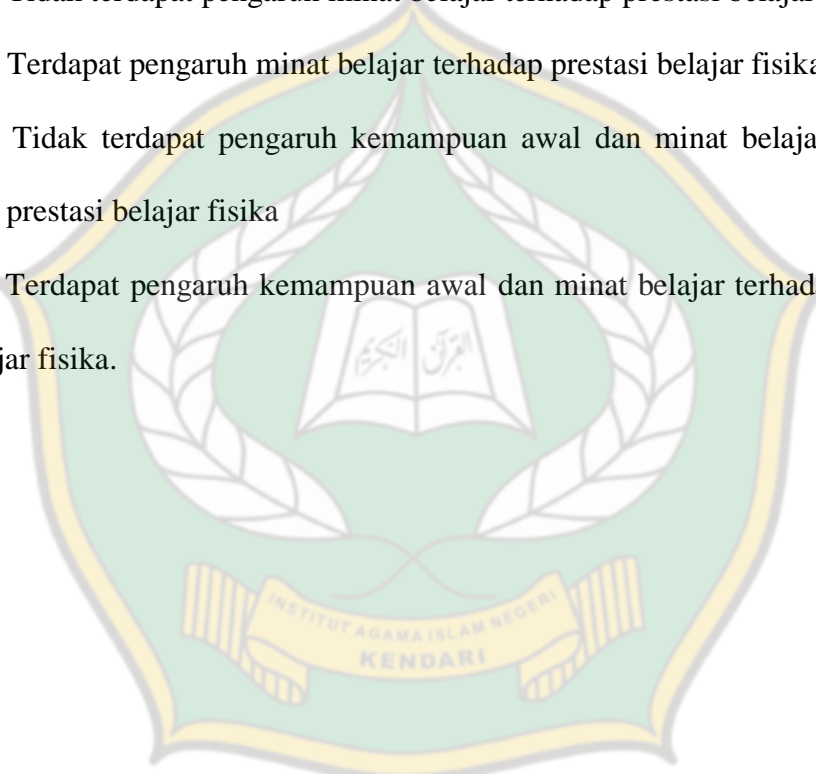 Tidak terdapat pengaruh minat belajar terhadap prestasi belajar
Terdapat pengaruh minat belajar terhadap prestasi belajar fisika
Tidak terdapat pengaruh kemampuan awal dan minat belaja
prestasi belajar fisika
Terdapat pengaruh kemampuan awal dan minat belajar terhad
jar fisika.
القرآن الكريم
INSTITUT AGAMA ISLAM NEGERI
KENDARI